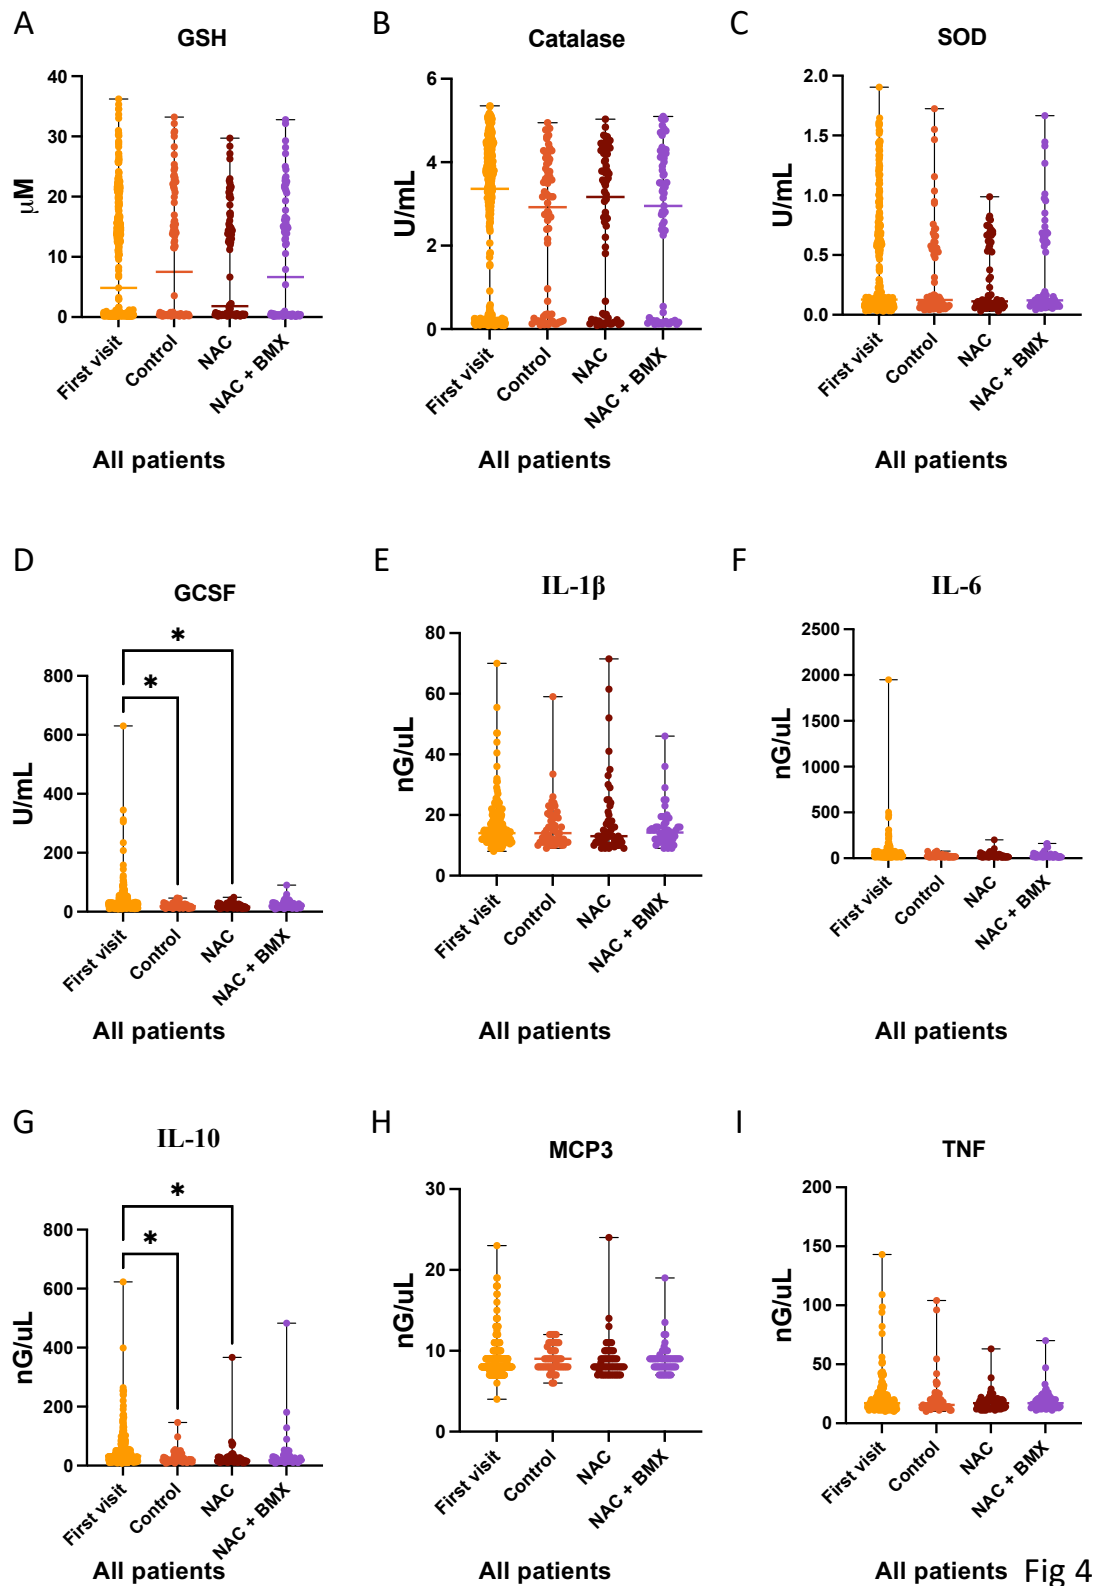 A
GSH
40
30
20
10
0
μM
First visit
Control
NAC
NAC + BMX
All patients
B
Catalase
6
4
2
0
U/mL
First visit
Control
NAC
NAC + BMX
All patients
C
SOD
2.0
1.5
1.0
0.5
0.0
U/mL
First visit
Control
NAC
NAC + BMX
All patients
D
GCSF
*
*
800
600
400
200
0
U/mL
First visit
Control
NAC
NAC + BMX
All patients
E
IL-1β
80
60
40
20
0
nG/uL
First visit
Control
NAC
NAC + BMX
All patients
F
IL-6
2500
2000
1500
1000
500
0
nG/uL
First visit
Control
NAC
NAC + BMX
All patients
G
IL-10
*
*
800
600
400
200
0
nG/uL
First visit
Control
NAC
NAC + BMX
All patients
H
MCP3
30
20
10
0
nG/uL
First visit
Control
NAC
NAC + BMX
All patients
I
TNF
200
150
100
50
0
nG/uL
First visit
Control
NAC
NAC + BMX
All patients
Fig 4